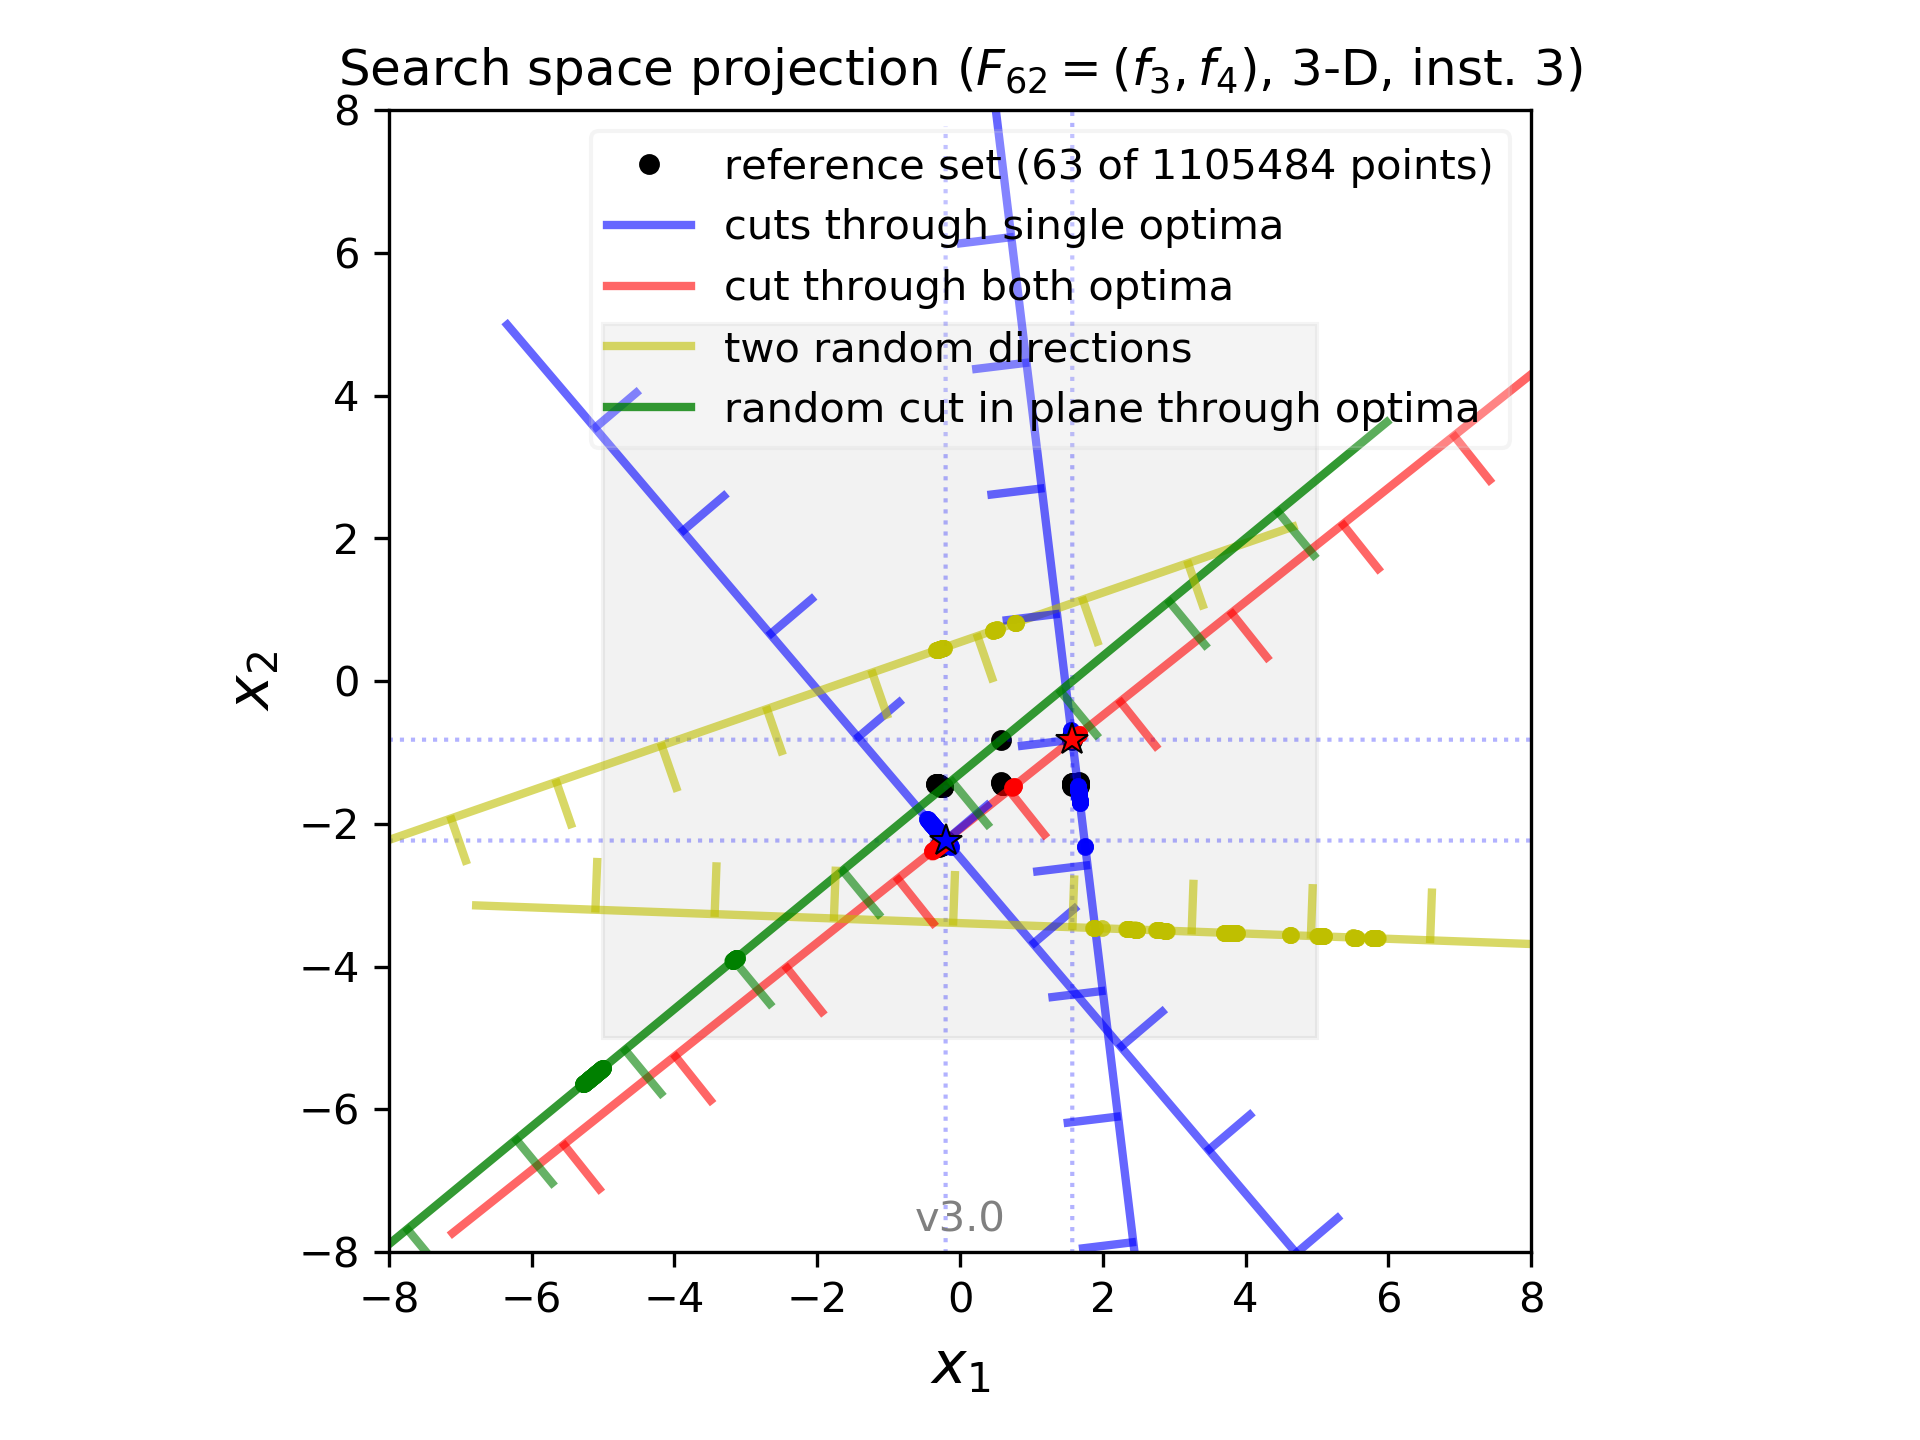 Search space projection (F₆₂ = (f₃, f₄), 3-D, inst. 3)
reference set (63 of 1105484 points)
cuts through single optima
cut through both optima
two random directions
random cut in plane through optima
8
6
4
2
0
−2
−4
−6
−8
x₂
v3.0
−8 −6 −4 −2 0 2 4 6 8
x₁